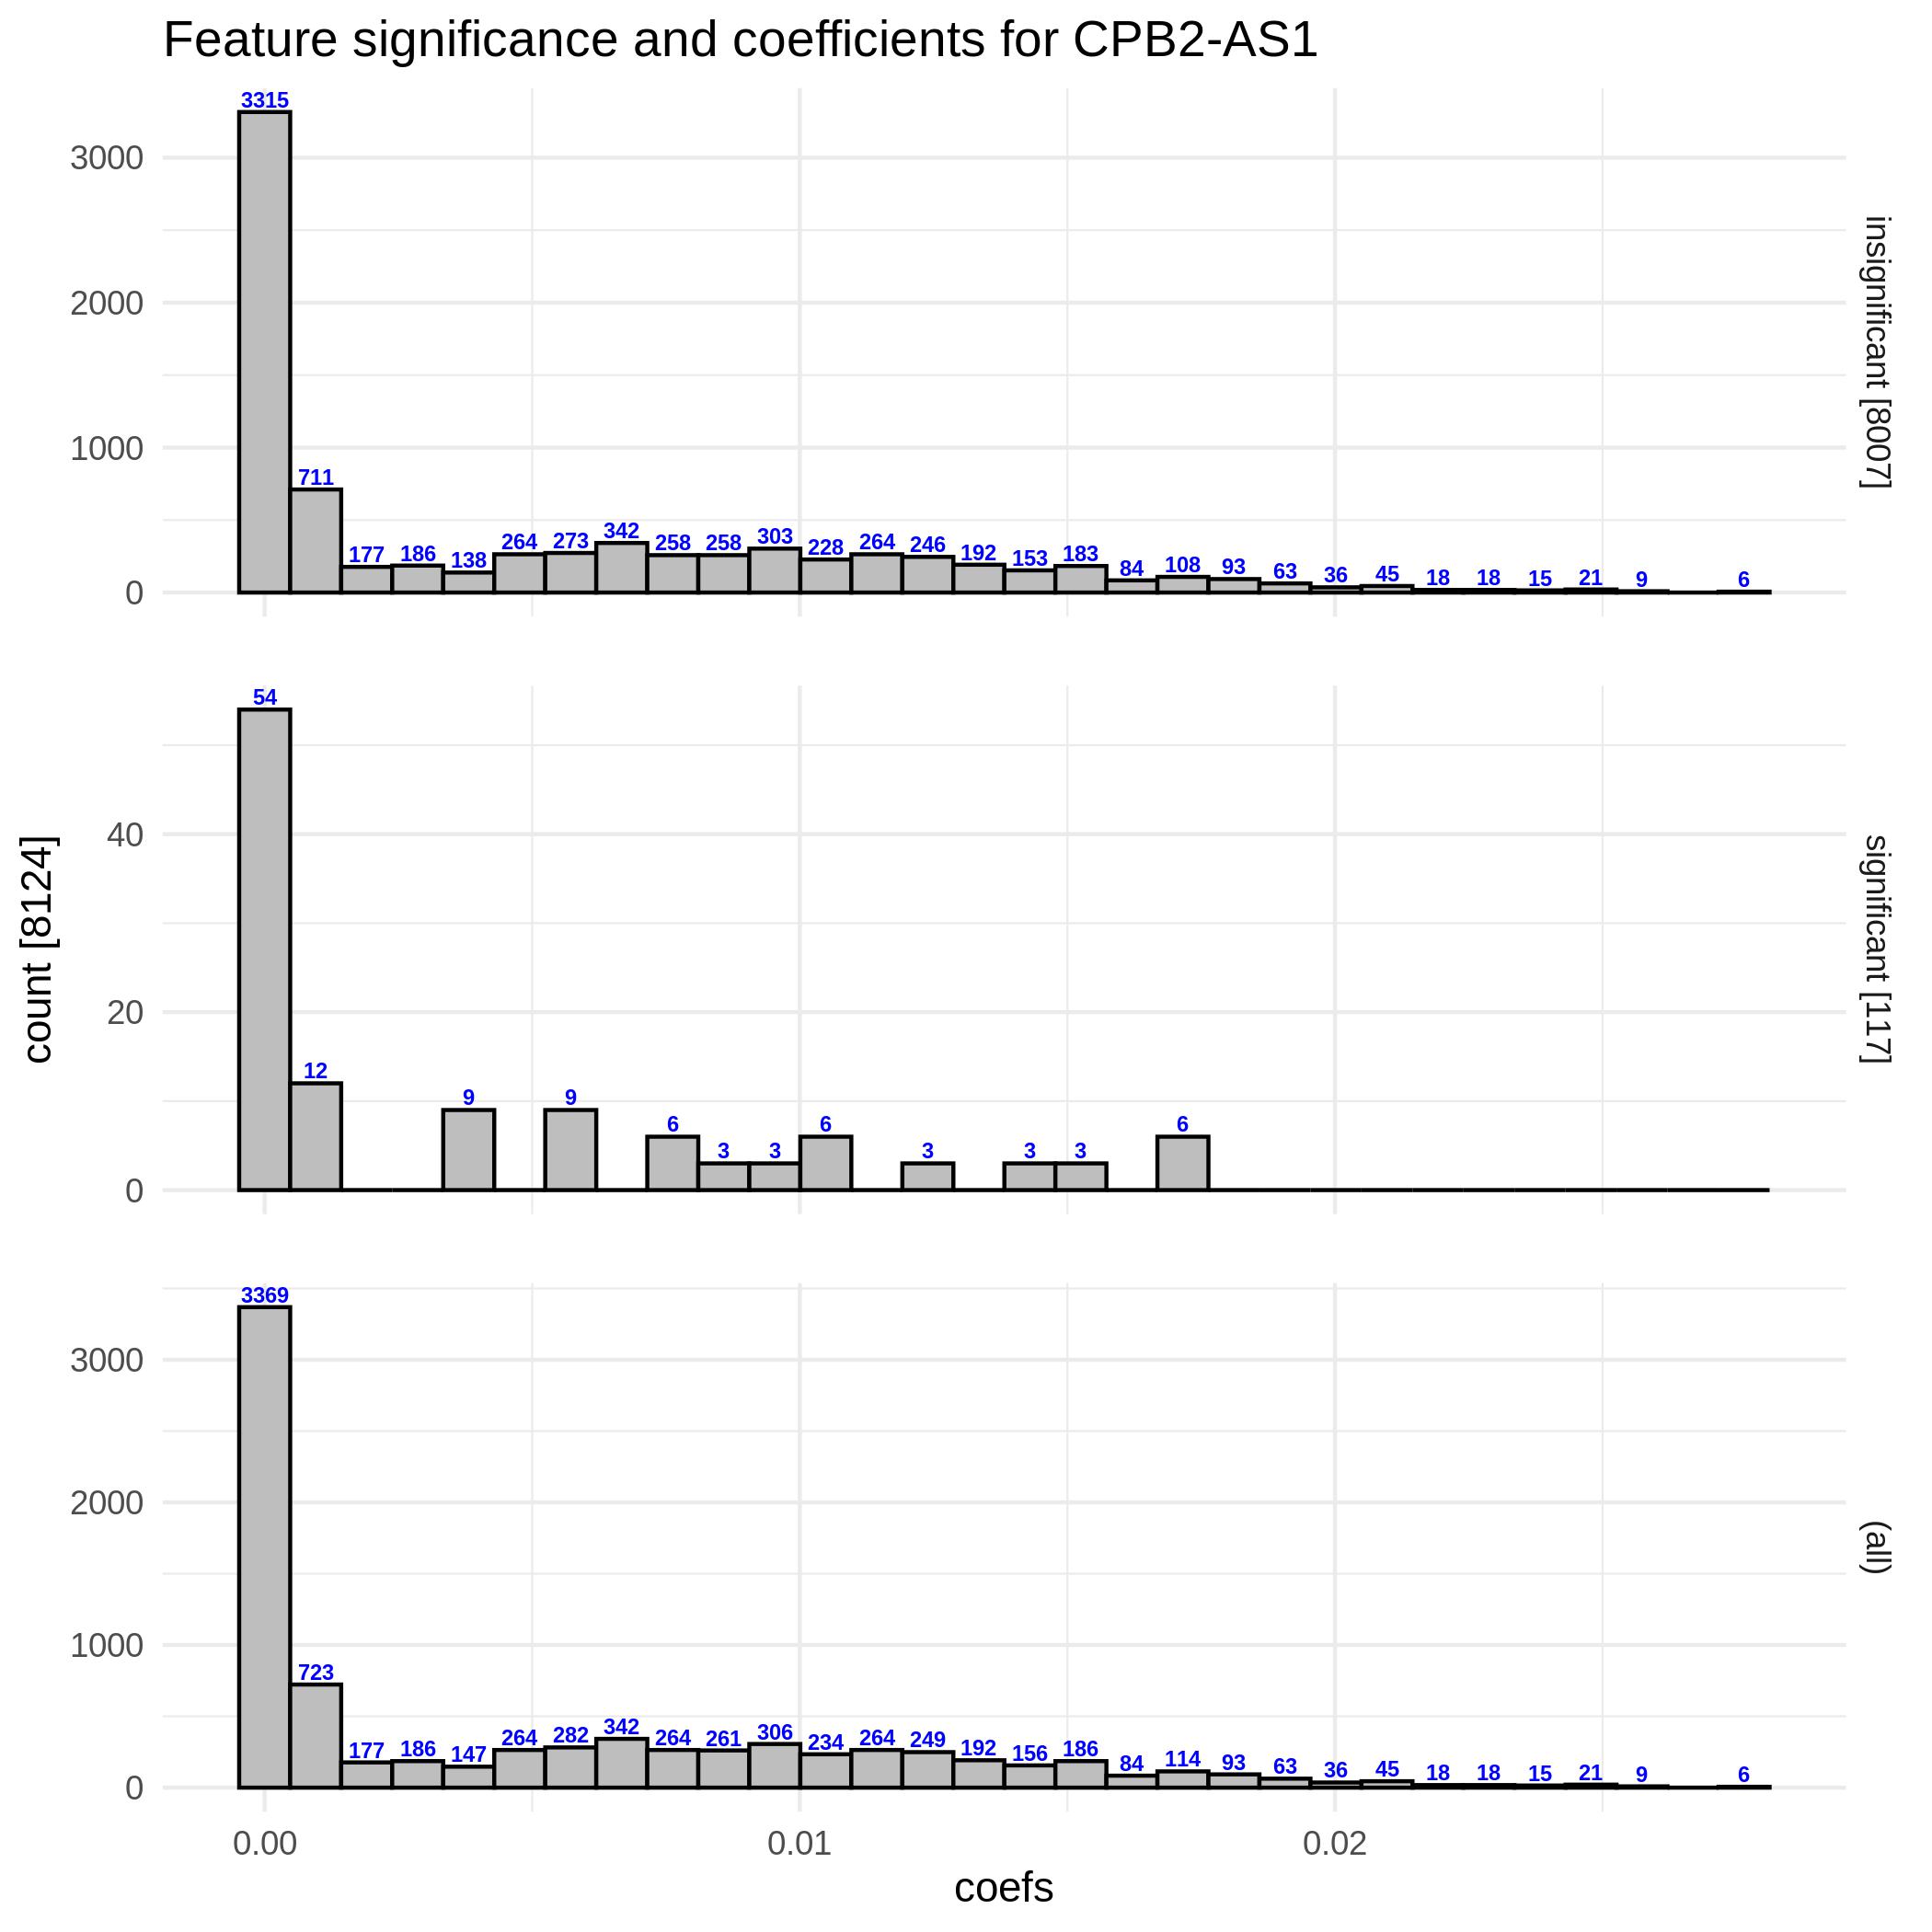 Feature significance and coefficients for CPB2-AS1
3315
3000
2000
1000
0
711
177 186 138 264 273 342 258 258 303 228 264 246 192 153 183 84 108 93 63 36 45 18 18 15 21 9 6
insignificant [8007]
54
40
20
0
12
9 9 6 3 3 6 3 3 3 6
significant [117]
count [8124]
3369
3000
2000
1000
0
723
177 186 147 264 282 342 264 261 306 234 264 249 192 156 186 84 114 93 63 36 45 18 18 15 21 9 6
(all)
0.00 0.01 0.02
coefs